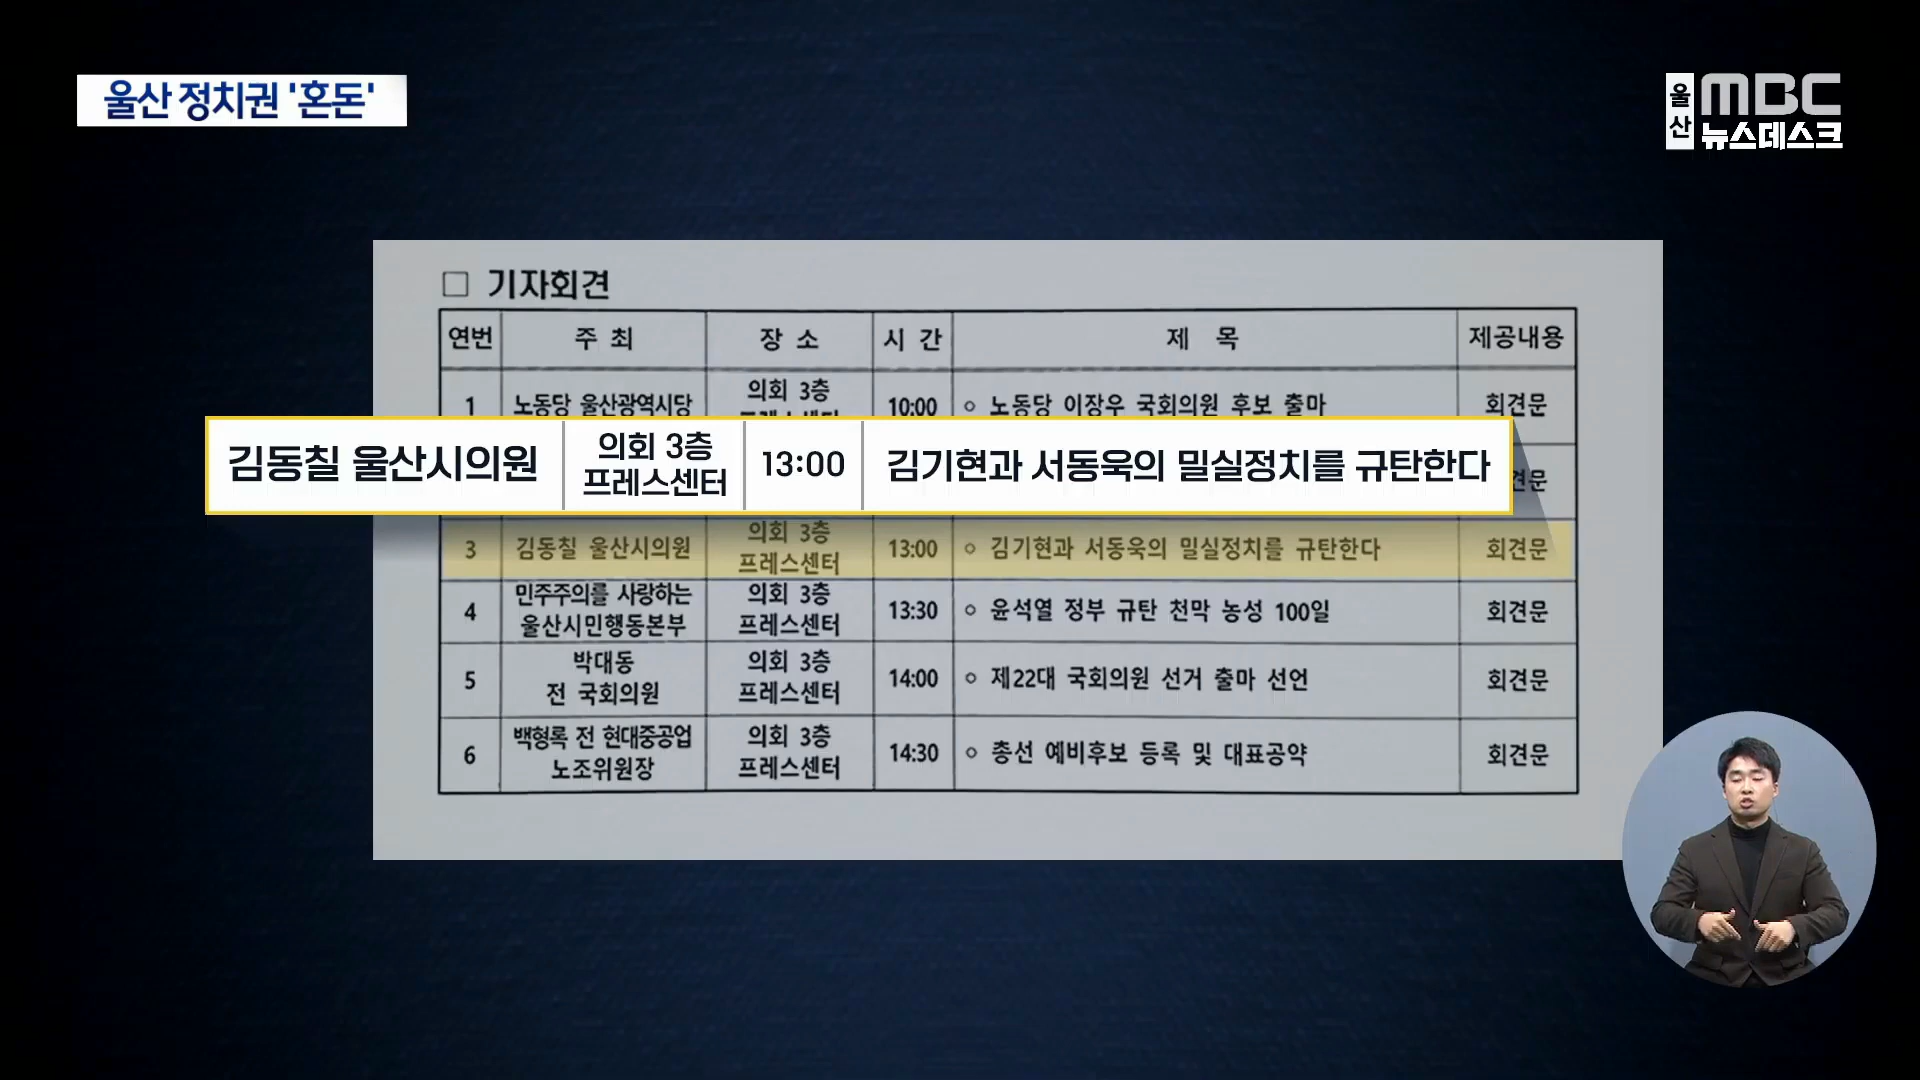 울산 정치권 '혼돈'
울산 MBC
뉴스데스크
□ 기자회견
연번 주 최 장 소 시 간 제 목 제공내용
의회 3층
1 노동당 울산광역시당 10:00 ○ 노동당 이장우 국회의원 후보 출마 회견문
김동칠 울산시의원 의회 3층 프레스센터 13:00 김기현과 서동욱의 밀실정치를 규탄한다
의회 3층
3 김동칠 울산시의원 13:00 ○ 김기현과 서동욱의 밀실정치를 규탄한다 회견문
프레스센터
민주주의를 사랑하는 의회 3층
4 13:30 ○ 윤석열 정부 규탄 천막 농성 100일 회견문
울산시민행동본부 프레스센터
박대동 의회 3층
5 14:00 ○ 제22대 국회의원 선거 출마 선언 회견문
전 국회의원 프레스센터
백형록 전 현대중공업 의회 3층
6 14:30 ○ 총선 예비후보 등록 및 대표공약 회견문
노조위원장 프레스센터